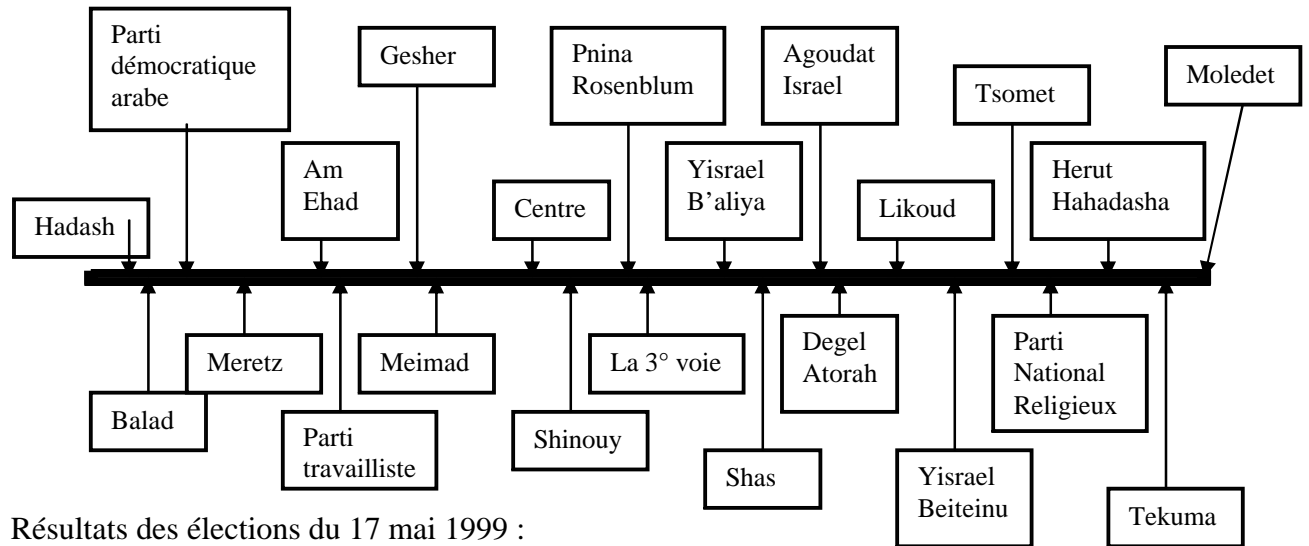 Parti
démocratique
arabe
Gesher
Pnina
Rosenblum
Agoudat
Israel
Tsomet
Moledet
Hadash
Am
Ehad
Centre
Yisrael
B’aliya
Likoud
Herut
Hahadasha
Balad
Meretz
Parti
travailliste
Meimad
Shinouy
La 3° voie
Shas
Degel
Atorah
Yisrael
Beiteinu
Parti
National
Religieux
Tekuma
Résultats des élections du 17 mai 1999 :